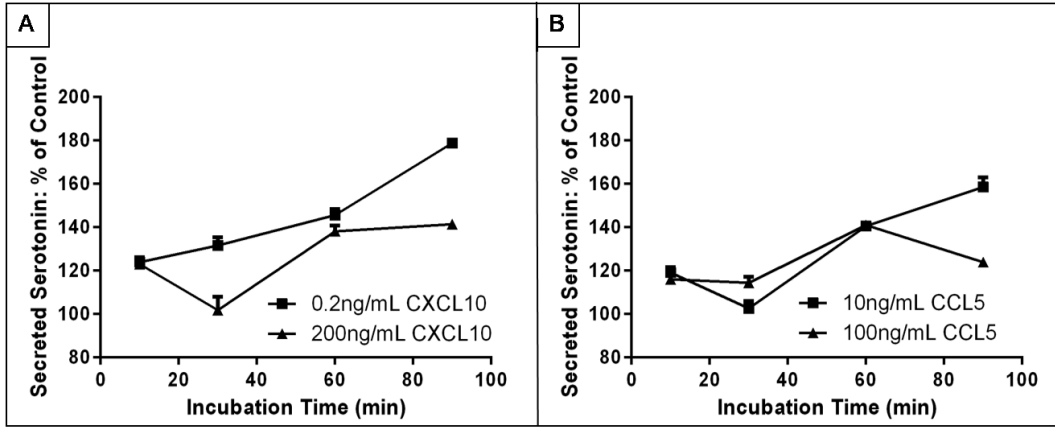 A
Secreted Serotonin: % of Control
200
180
160
140
120
100
80
0.2ng/mL CXCL10
200ng/mL CXCL10
0 20 40 60 80 100
Incubation Time (min)
B
Secreted Serotonin: % of Control
200
180
160
140
120
100
80
10ng/mL CCL5
100ng/mL CCL5
0 20 40 60 80 100
Incubation Time (min)